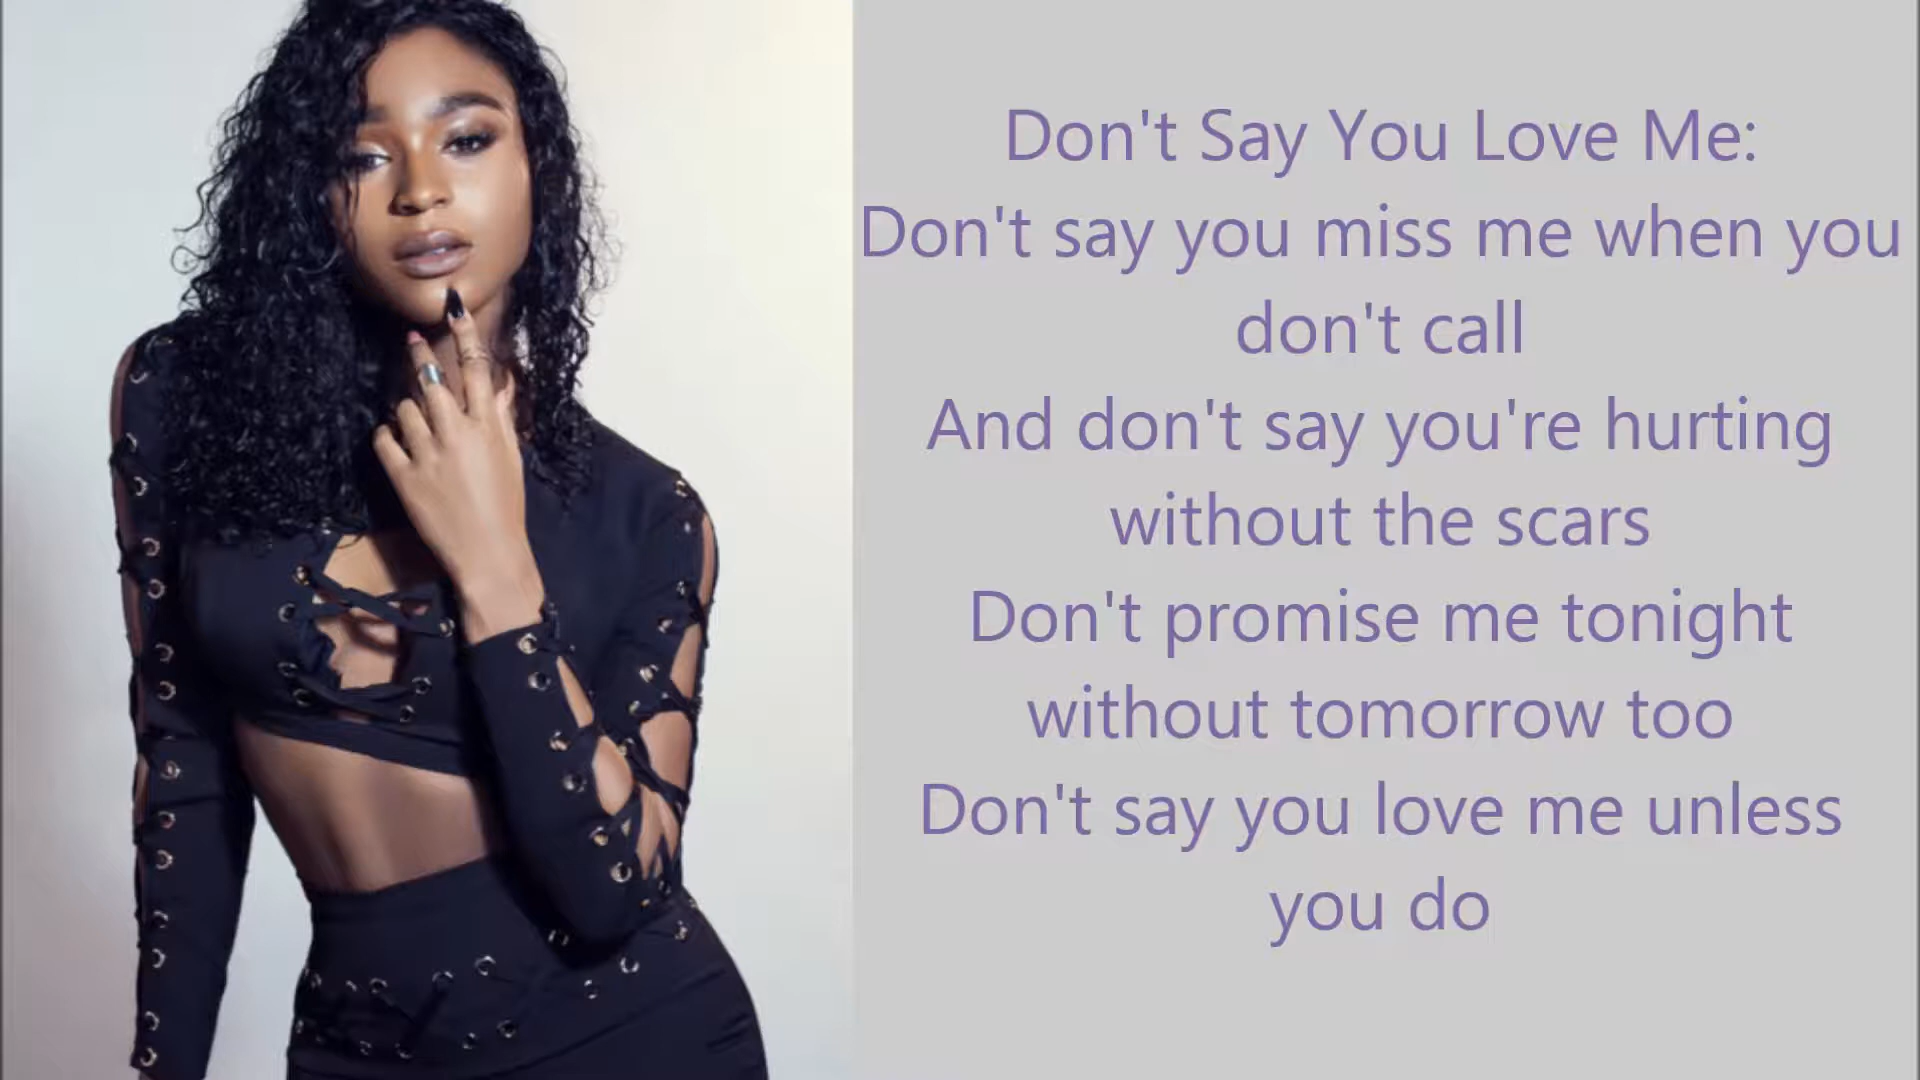 Don't Say You Love Me:
Don't say you miss me when you
don't call
And don't say you're hurting
without the scars
Don't promise me tonight
without tomorrow too
Don't say you love me unless
you do